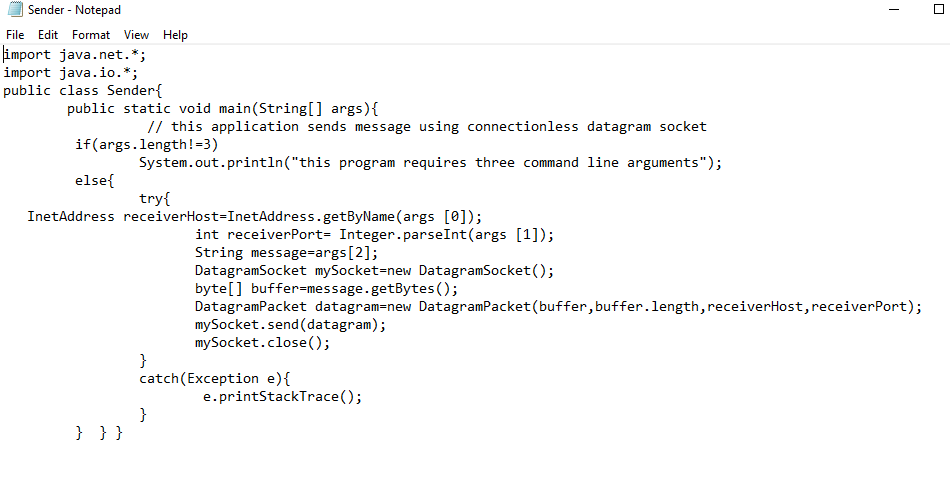 Sender - Notepad
File Edit Format View Help
import java.net.*;
import java.io.*;
public class Sender{
public static void main(String[] args){
// this application sends message using connectionless datagram socket
if(args.length!=3)
System.out.println("this program requires three command line arguments");
else{
try{
InetAddress receiverHost=InetAddress.getByName(args [0]);
int receiverPort= Integer.parseInt(args [1]);
String message=args[2];
DatagramSocket mySocket=new DatagramSocket();
byte[] buffer=message.getBytes();
DatagramPacket datagram=new DatagramPacket(buffer,buffer.length,receiverHost,receiverPort);
mySocket.send(datagram);
mySocket.close();
}
catch(Exception e){
e.printStackTrace();
}
} } }